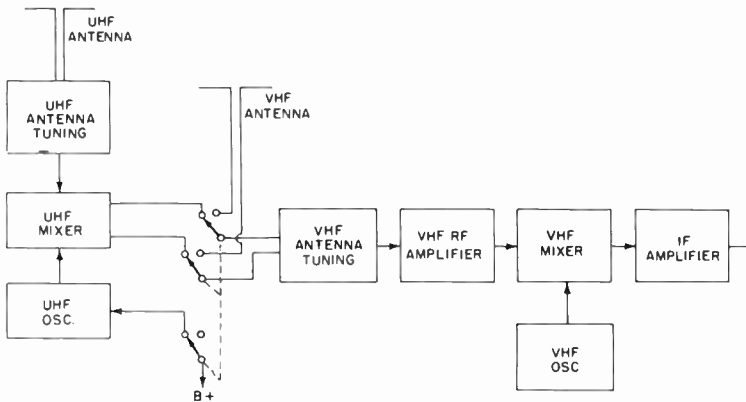 UHF
ANTENNA
UHF
ANTENNA
TUNING
VHF
ANTENNA
UHF
MIXER
VHF
ANTENNA
TUNING
VHF RF
AMPLIFIER
VHF
MIXER
IF
AMPLIFIER
UHF
OSC.
VHF
OSC
B+